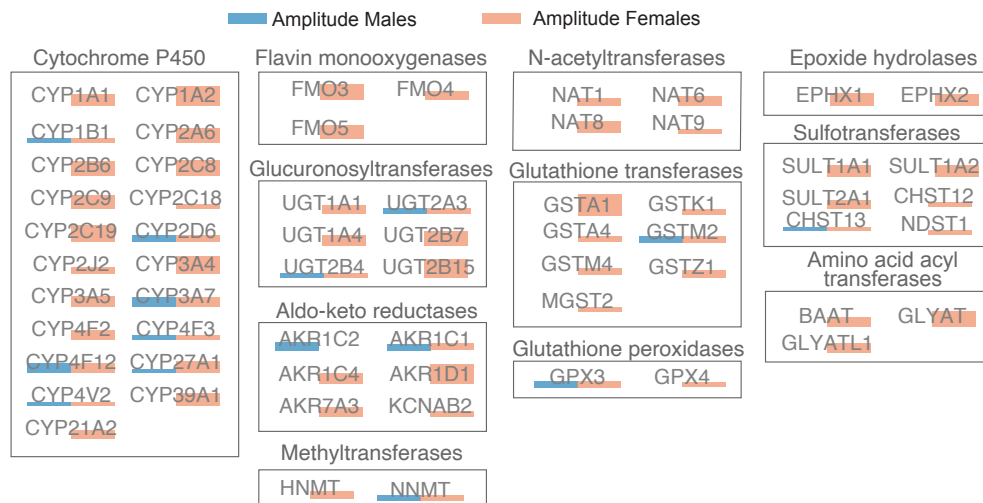 Amplitude Males Amplitude Females
Cytochrome P450
CYP1A1 CYP1A2
CYP1B1 CYP2A6
CYP2B6 CYP2C8
CYP2C9 CYP2C18
CYP2C19 CYP2D6
CYP2J2 CYP3A4
CYP3A5 CYP3A7
CYP4F2 CYP4F3
CYP4F12 CYP27A1
CYP4V2 CYP39A1
CYP21A2
Flavin monooxygenases
FMO3 FMO4
FMO5
Glucuronosyltransferases
UGT1A1 UGT2A3
UGT1A4 UGT2B7
UGT2B4 UGT2B15
Aldo-keto reductases
AKR1C2 AKR1C1
AKR1C4 AKR1D1
AKR7A3 KCNAB2
Methyltransferases
HNMT NNMT
N-acetyltransferases
NAT1 NAT6
NAT8 NAT9
Glutathione transferases
GSTA1 GSTK1
GSTA4 GSTM2
GSTM4 GSTZ1
MGST2
Glutathione peroxidases
GPX3 GPX4
Epoxide hydrolases
EPHX1 EPHX2
Sulfotransferases
SULT1A1 SULT1A2
SULT2A1 CHST12
CHST13 NDST1
Amino acid acyl
transferases
BAAT GLYAT
GLYATL1